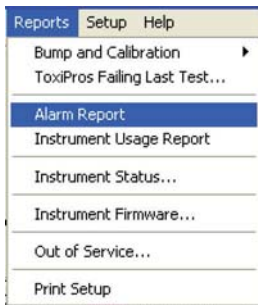 Reports Setup Help
Bump and Calibration
ToxiPros Failing Last Test...
Alarm Report
Instrument Usage Report
Instrument Status...
Instrument Firmware...
Out of Service...
Print Setup